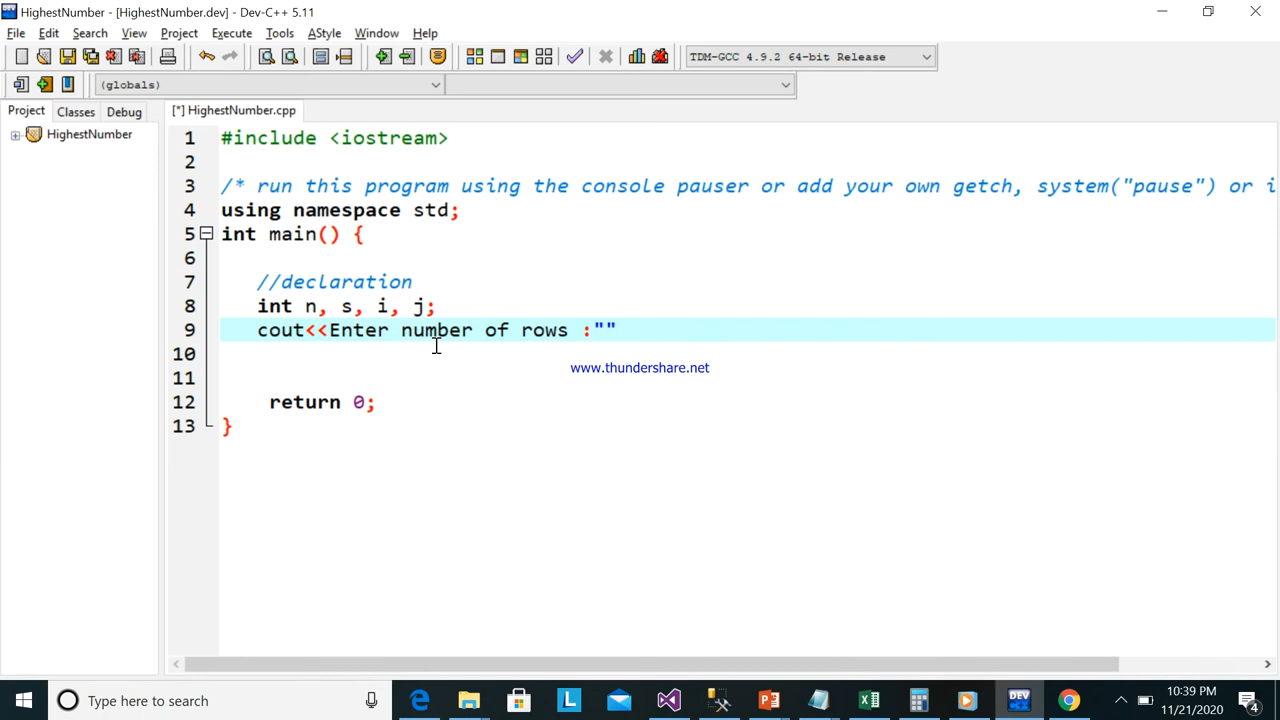 HighestNumber - [HighestNumber.dev] - Dev-C++ 5.11
File Edit Search View Project Execute Tools AStyle Window Help
TDM-GCC 4.9.2 64-bit Release
(globals)
Project Classes Debug [*] HighestNumber.cpp
HighestNumber
1 #include <iostream>
2
3 /* run this program using the console pauser or add your own getch, system("pause") or i
4 using namespace std;
5 int main() {
6
7 //declaration
8 int n, s, i, j;
9 cout<<Enter number of rows :""
10
www.thundershare.net
11
12 return 0;
13 }
Type here to search
DEV
10:39 PM
11/21/2020
4